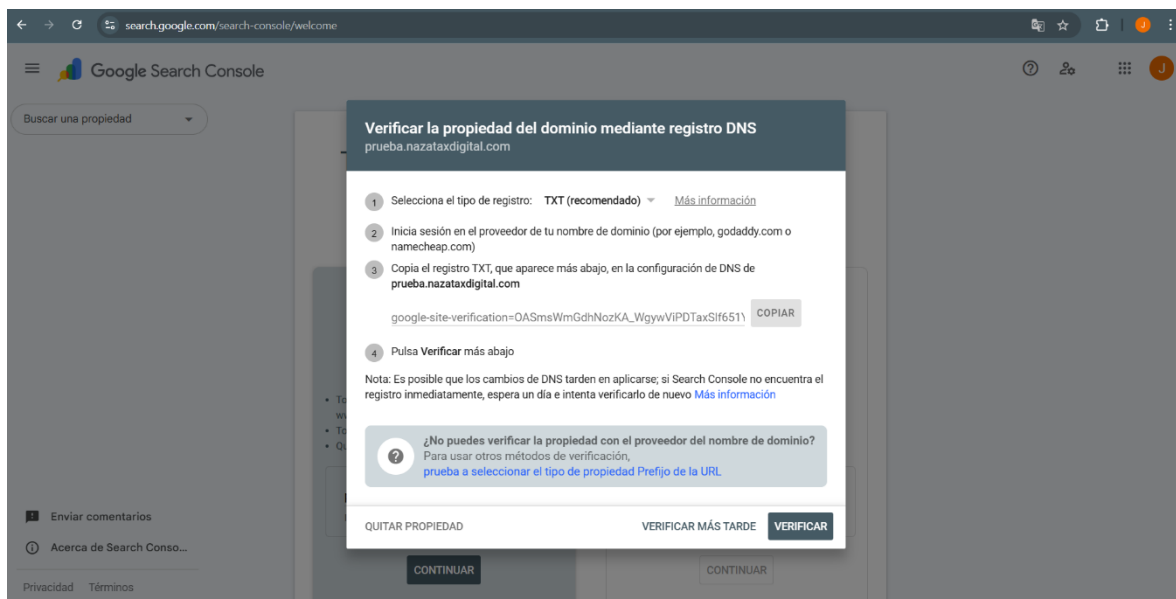 search.google.com/search-console/welcome
J
Google Search Console
J
Buscar una propiedad
Verificar la propiedad del dominio mediante registro DNS
prueba.nazataxdigital.com
1 Selecciona el tipo de registro: TXT (recomendado) Más información
2 Inicia sesión en el proveedor de tu nombre de dominio (por ejemplo, godaddy.com o
namecheap.com)
3 Copia el registro TXT, que aparece más abajo, en la configuración de DNS de
prueba.nazataxdigital.com
google-site-verification=OASmsWmGdhNozKA_WgywViPDTaxSlf651Y COPIAR
4 Pulsa Verificar más abajo
Nota: Es posible que los cambios de DNS tarden en aplicarse; si Search Console no encuentra el
registro inmediatamente, espera un día e intenta verificarlo de nuevo Más información
¿No puedes verificar la propiedad con el proveedor del nombre de dominio?
Para usar otros métodos de verificación,
prueba a seleccionar el tipo de propiedad Prefijo de la URL
QUITAR PROPIEDAD VERIFICAR MÁS TARDE VERIFICAR
Enviar comentarios
Acerca de Search Conso...
CONTINUAR CONTINUAR
Privacidad Términos